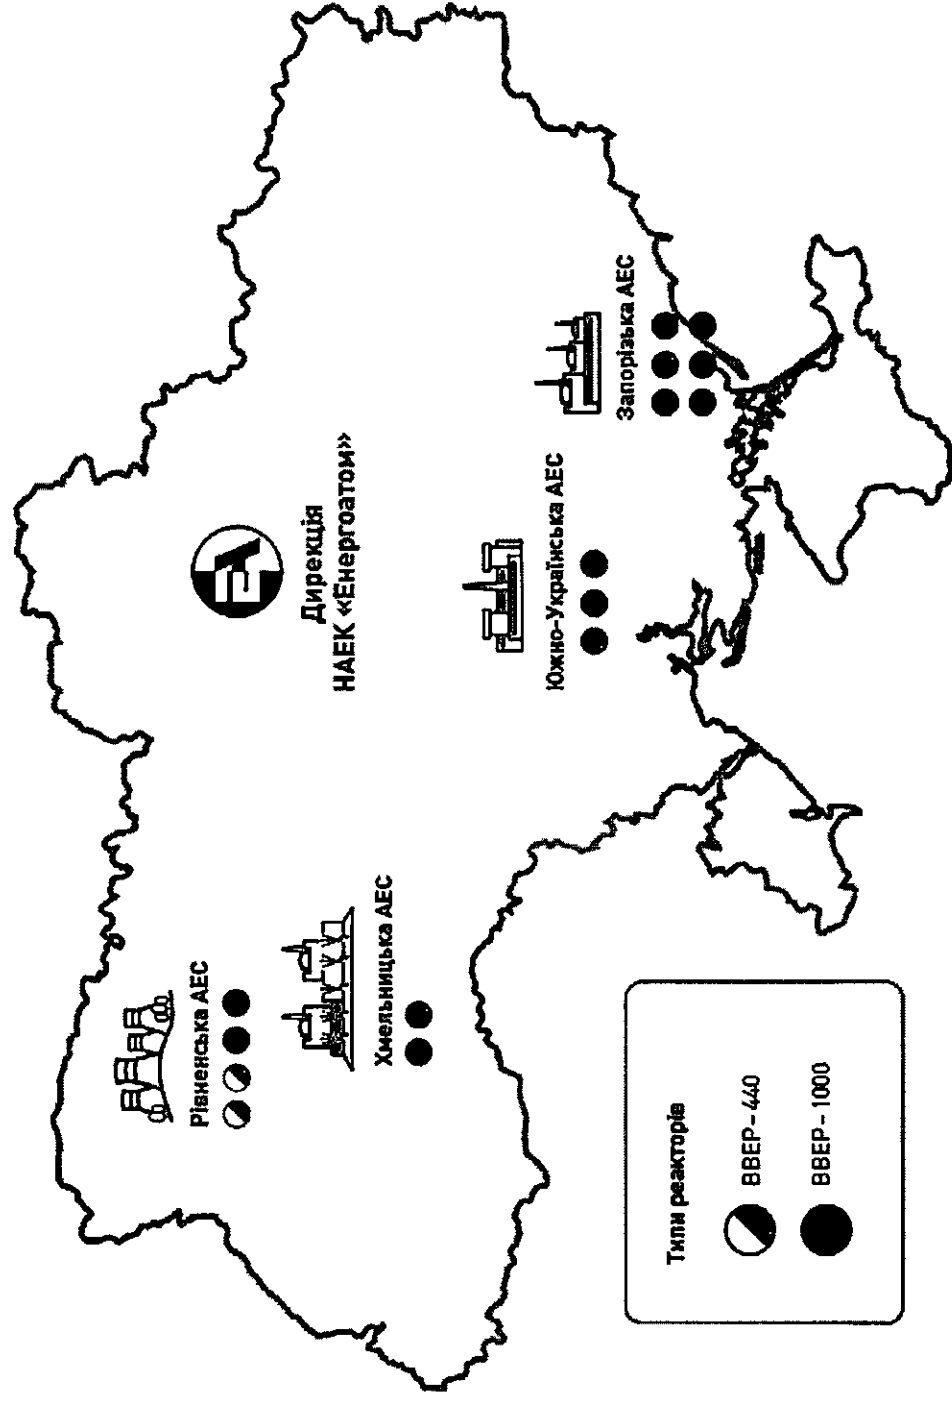 Рівненська АЕС
Хмельницька АЕС
Дирекція
НАЕК «Енергоатом»
Южно-Українська АЕС
Запорізька АЕС
Типи реакторів
ВВЕР-440
ВВЕР-1000